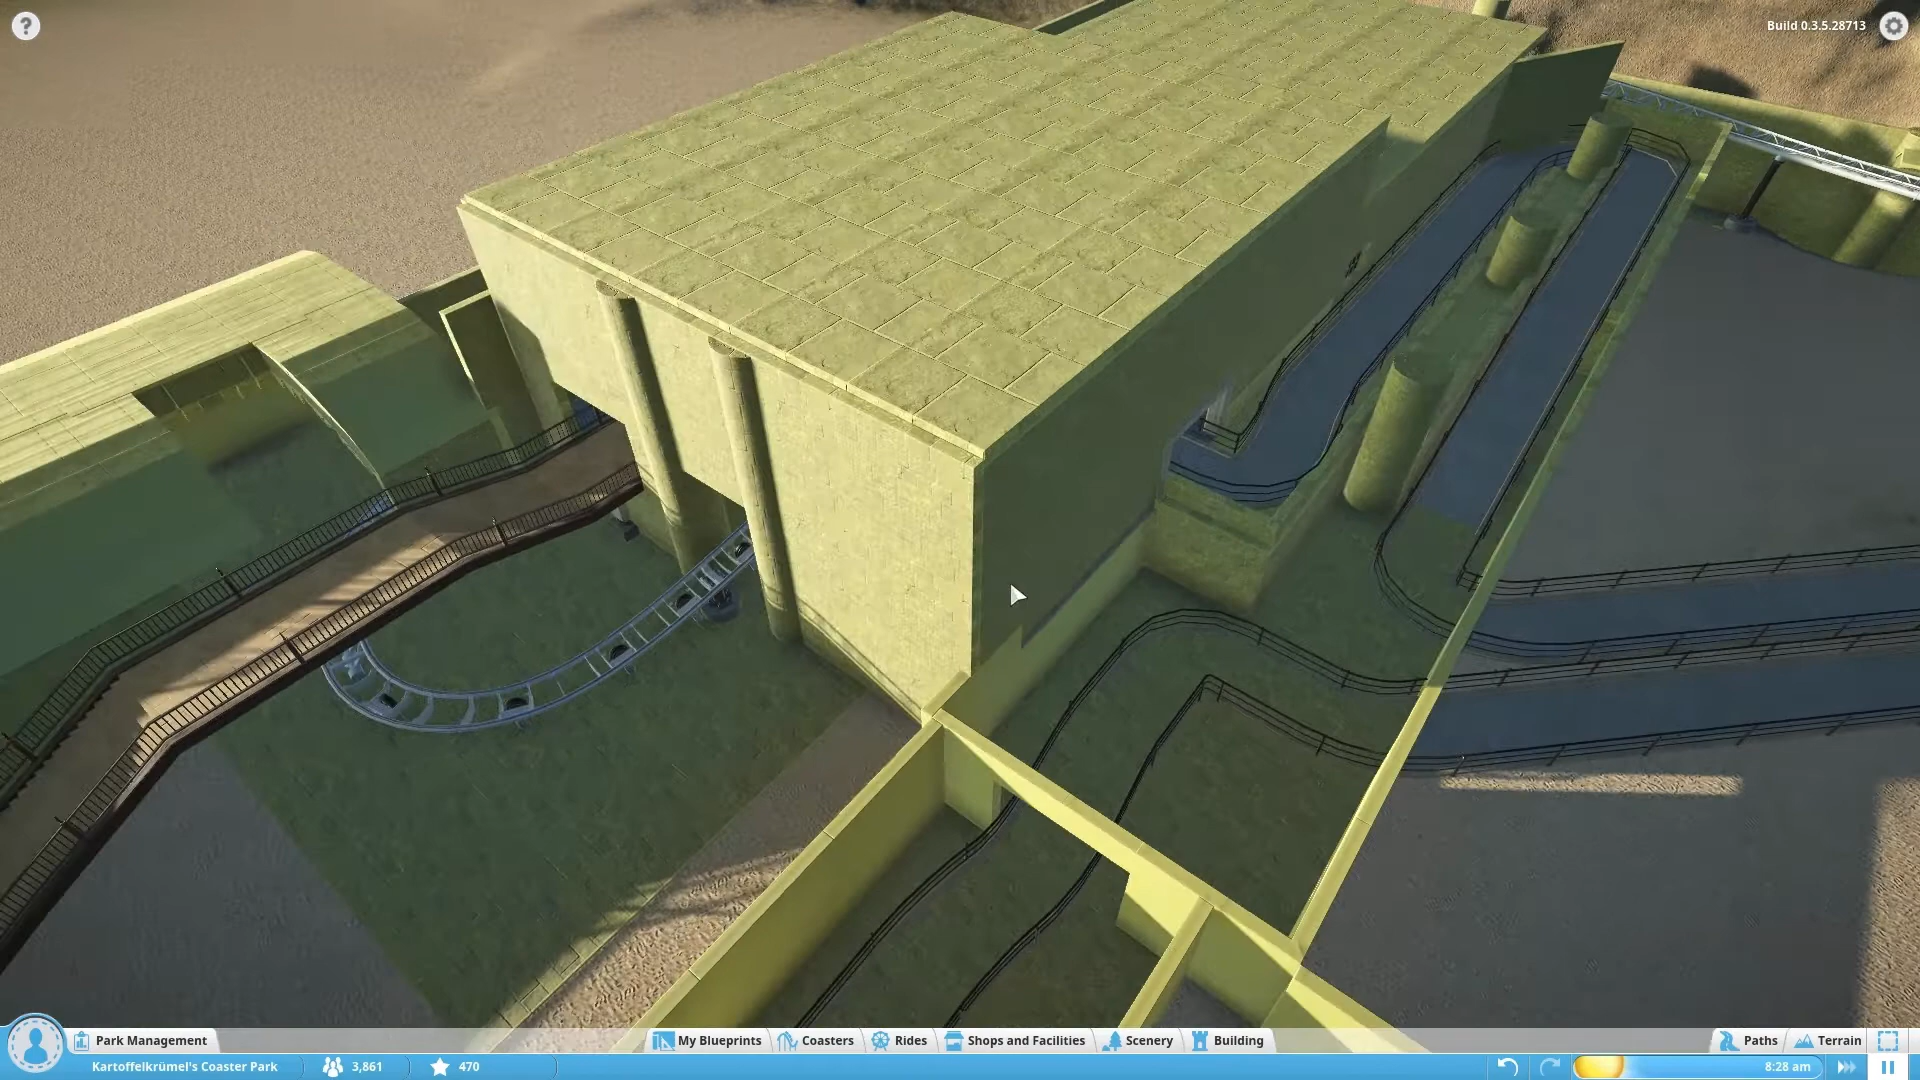 ?
Build 0.3.5.28713
Park Management
My Blueprints
Coasters
Rides
Shops and Facilities
Scenery
Building
Paths
Terrain
Kartoffelkrümel's Coaster Park
3,861
470
8:28 am